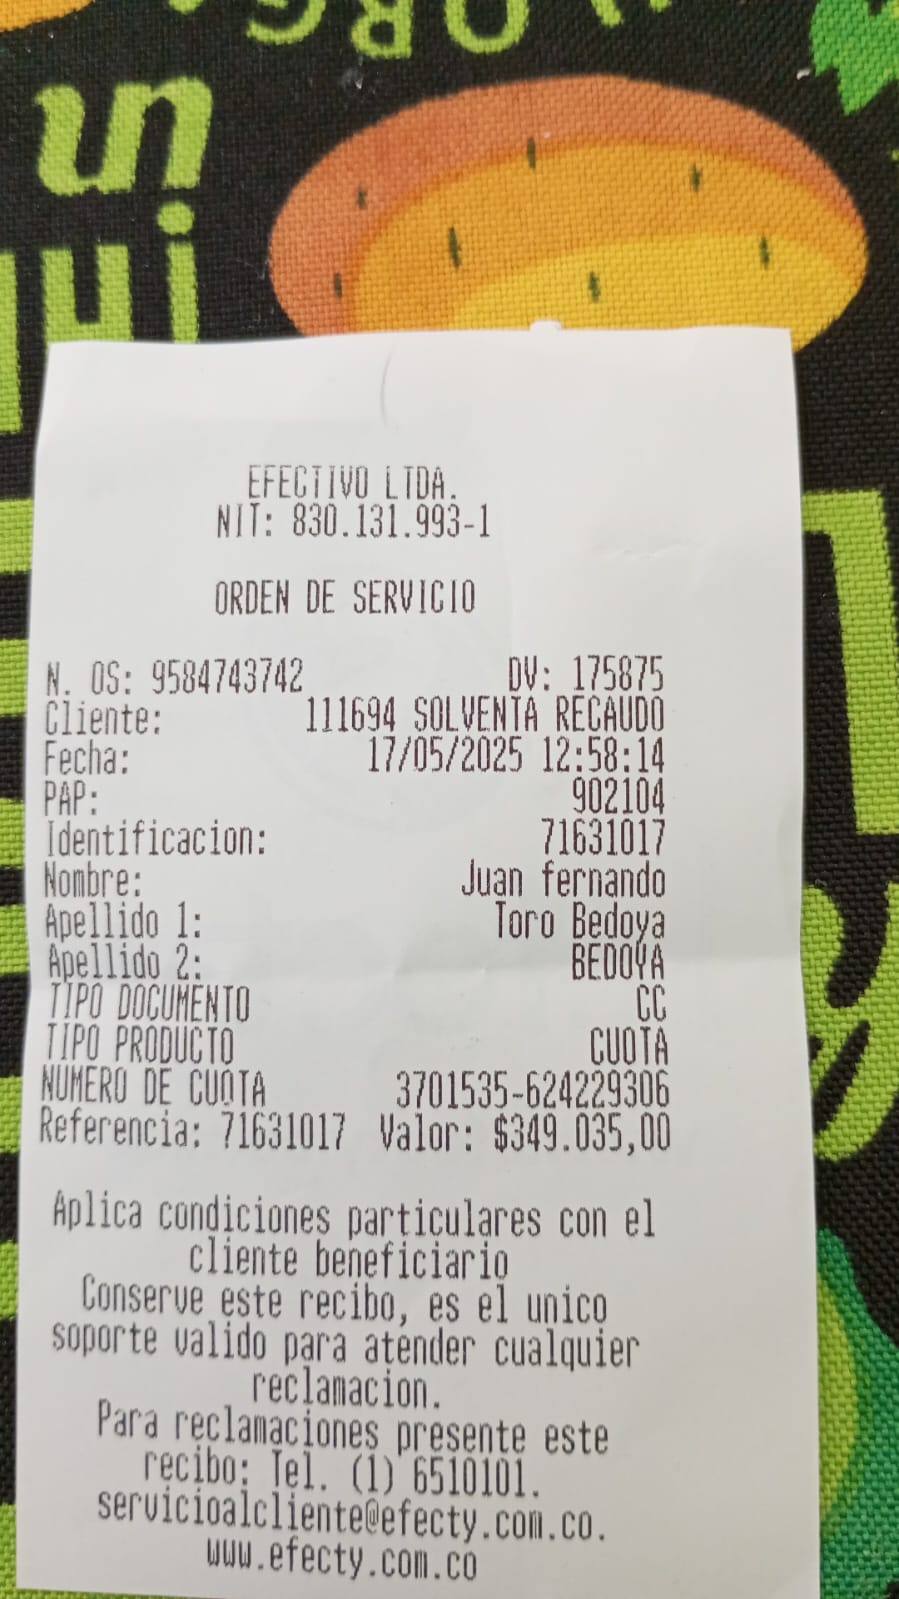 EFECTIVO LTDA.
NIT: 830.131.993-1
ORDEN DE SERVICIO
N. OS: 9584743742 DV: 175875
Cliente: 111694 SOLVENTA RECAUDO
Fecha: 17/05/2025 12:58:14
PAP: 902104
Identificacion: 71631017
Nombre: Juan fernando
Apellido 1: Toro Bedoya
Apellido 2: BEDOYA
TIPO DOCUMENTO CC
TIPO PRODUCTO CUOTA
NUMERO DE CUOTA 3701535-624229306
Referencia: 71631017 Valor: $349.035,00
Aplica condiciones particulares con el
cliente beneficiario
Conserve este recibo, es el unico
soporte valido para atender cualquier
reclamacion.
Para reclamaciones presente este
recibo: Tel. (1) 6510101.
servicioalcliente@efecty.com.co.
www.efecty.com.co